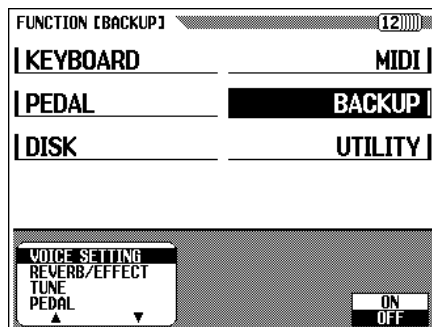 FUNCTION [BACKUP] 12
KEYBOARD MIDI
PEDAL BACKUP
DISK UTILITY
VOICE SETTING
REVERB/EFFECT
TUNE
PEDAL ON
▲ ▼ OFF